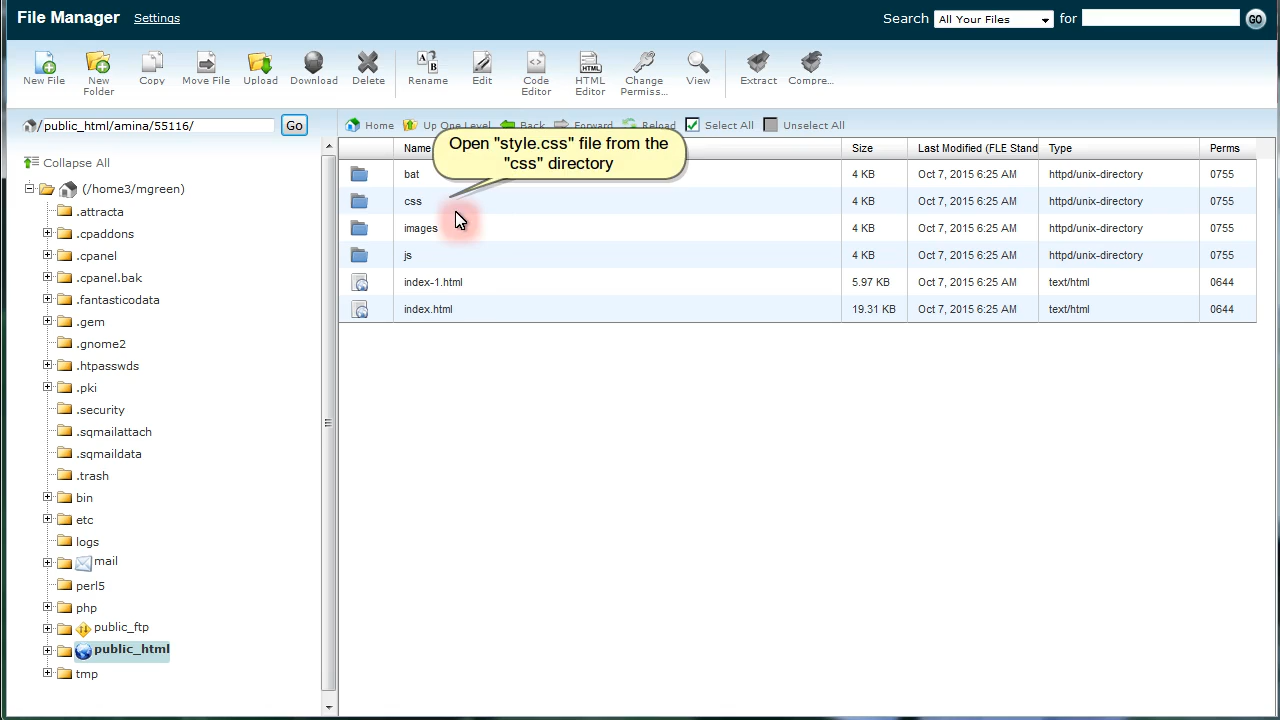 File Manager Settings Search All Your Files for GO
New File New Folder Copy Move File Upload Download Delete Rename Edit Code Editor HTML Editor Change Permiss... View Extract Compre...
/public_html/amina/55116/ Go Home Up One Level Back Forward Reload Select All Unselect All
Open "style.css" file from the
"css" directory
Collapse All
(/home3/mgreen)
.attracta
.cpaddons
.cpanel
.cpanel.bak
.fantasticodata
.gem
.gnome2
.htpasswds
.pki
.security
.sqmailattach
.sqmaildata
.trash
bin
etc
logs
mail
perl5
php
public_ftp
public_html
tmp
Name Size Last Modified (FLE Stand Type Perms
bat 4 KB Oct 7, 2015 6:25 AM httpd/unix-directory 0755
css 4 KB Oct 7, 2015 6:25 AM httpd/unix-directory 0755
images 4 KB Oct 7, 2015 6:25 AM httpd/unix-directory 0755
js 4 KB Oct 7, 2015 6:25 AM httpd/unix-directory 0755
index-1.html 5.97 KB Oct 7, 2015 6:25 AM text/html 0644
index.html 19.31 KB Oct 7, 2015 6:25 AM text/html 0644